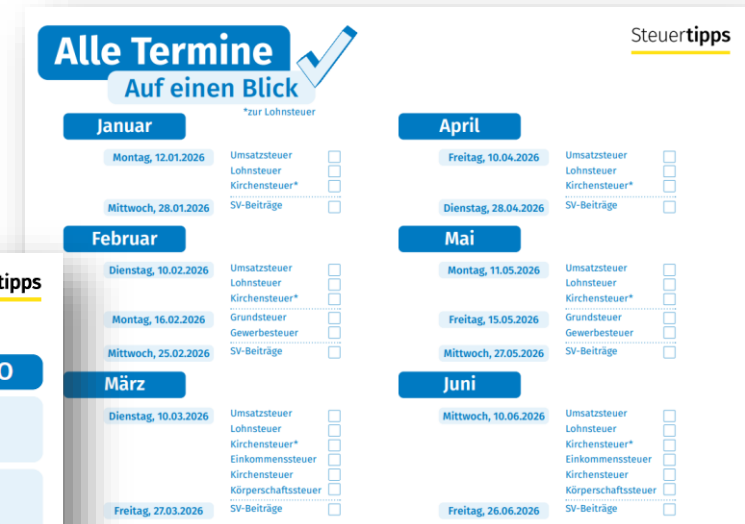 Steuertipps
Alle Termine
Auf einen Blick
*zur Lohnsteuer
Januar
Montag, 12.01.2026 Umsatzsteuer
Lohnsteuer
Kirchensteuer*
Mittwoch, 28.01.2026 SV-Beiträge
Februar
Dienstag, 10.02.2026 Umsatzsteuer
Lohnsteuer
Kirchensteuer*
Montag, 16.02.2026 Grundsteuer
Gewerbesteuer
Mittwoch, 25.02.2026 SV-Beiträge
März
Dienstag, 10.03.2026 Umsatzsteuer
Lohnsteuer
Kirchensteuer*
Einkommenssteuer
Kirchensteuer
Körperschaftssteuer
Freitag, 27.03.2026 SV-Beiträge
April
Freitag, 10.04.2026 Umsatzsteuer
Lohnsteuer
Kirchensteuer*
Dienstag, 28.04.2026 SV-Beiträge
Mai
Montag, 11.05.2026 Umsatzsteuer
Lohnsteuer
Kirchensteuer*
Freitag, 15.05.2026 Grundsteuer
Gewerbesteuer
Mittwoch, 27.05.2026 SV-Beiträge
Juni
Mittwoch, 10.06.2026 Umsatzsteuer
Lohnsteuer
Kirchensteuer*
Einkommenssteuer
Kirchensteuer
Körperschaftssteuer
Freitag, 26.06.2026 SV-Beiträge
tipps
O